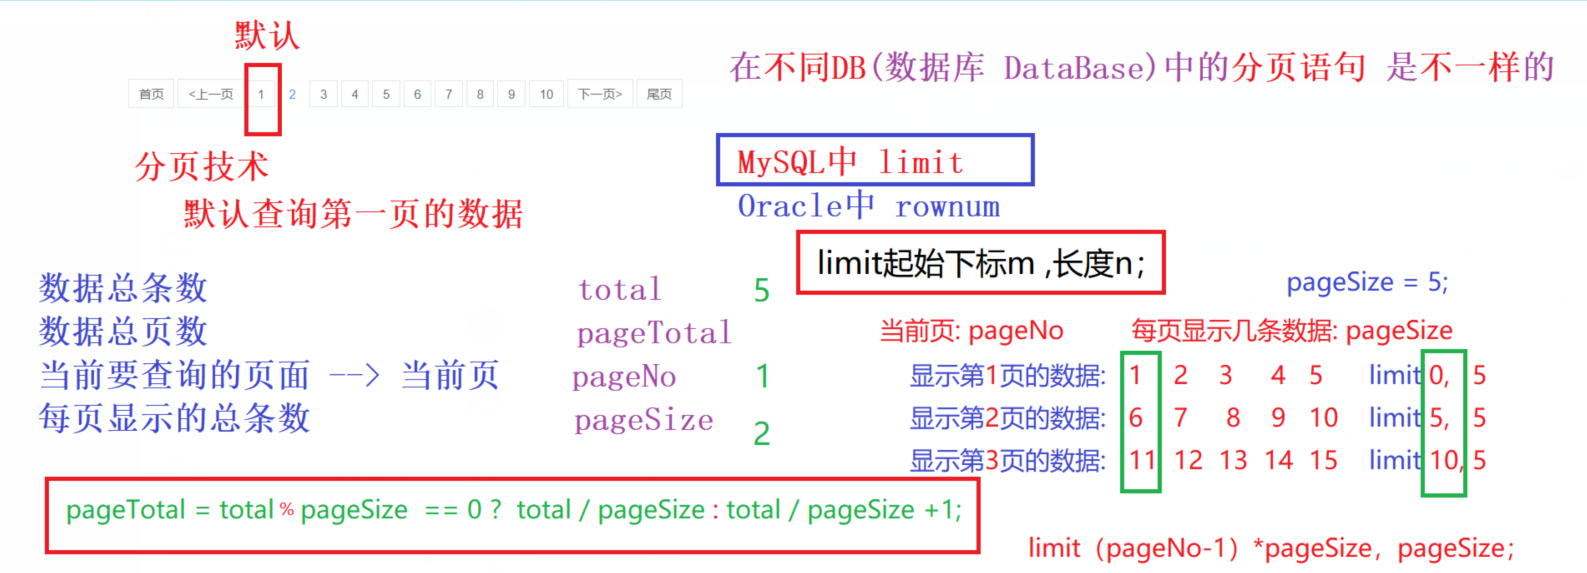 默认
首页 <上一页 1 2 3 4 5 6 7 8 9 10 下一页> 尾页
分页技术
默认查询第一页的数据
在不同DB(数据库 DataBase)中的分页语句 是不一样的
MySQL中 limit
Oracle中 rownum
limit起始下标m ,长度n；
数据总条数 total 5
数据总页数 pageTotal
当前要查询的页面 --> 当前页 pageNo 1
每页显示的总条数 pageSize 2
pageSize = 5;
当前页: pageNo 每页显示几条数据: pageSize
显示第1页的数据: 1 2 3 4 5 limit 0, 5
显示第2页的数据: 6 7 8 9 10 limit 5, 5
显示第3页的数据: 11 12 13 14 15 limit 10, 5
pageTotal = total % pageSize == 0 ? total / pageSize : total / pageSize +1;
limit（pageNo-1）*pageSize，pageSize；